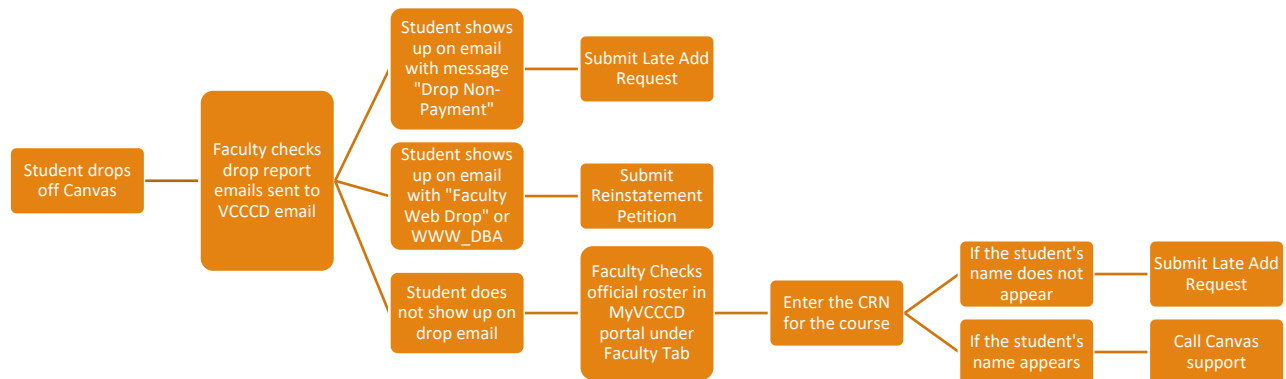 Student drops
off Canvas
Faculty checks
drop report
emails sent to
VCCCD email
Student shows
up on email
with message
"Drop Non-
Payment"
Submit Late Add
Request
Student shows
up on email
with "Faculty
Web Drop" or
WWW_DBA
Submit
Reinstatement
Petition
Student does
not show up on
drop email
Faculty Checks
official roster in
MyVCCCD
portal under
Faculty Tab
Enter the CRN
for the course
If the student's
name does not
appear
Submit Late Add
Request
If the student's
name appears
Call Canvas
support